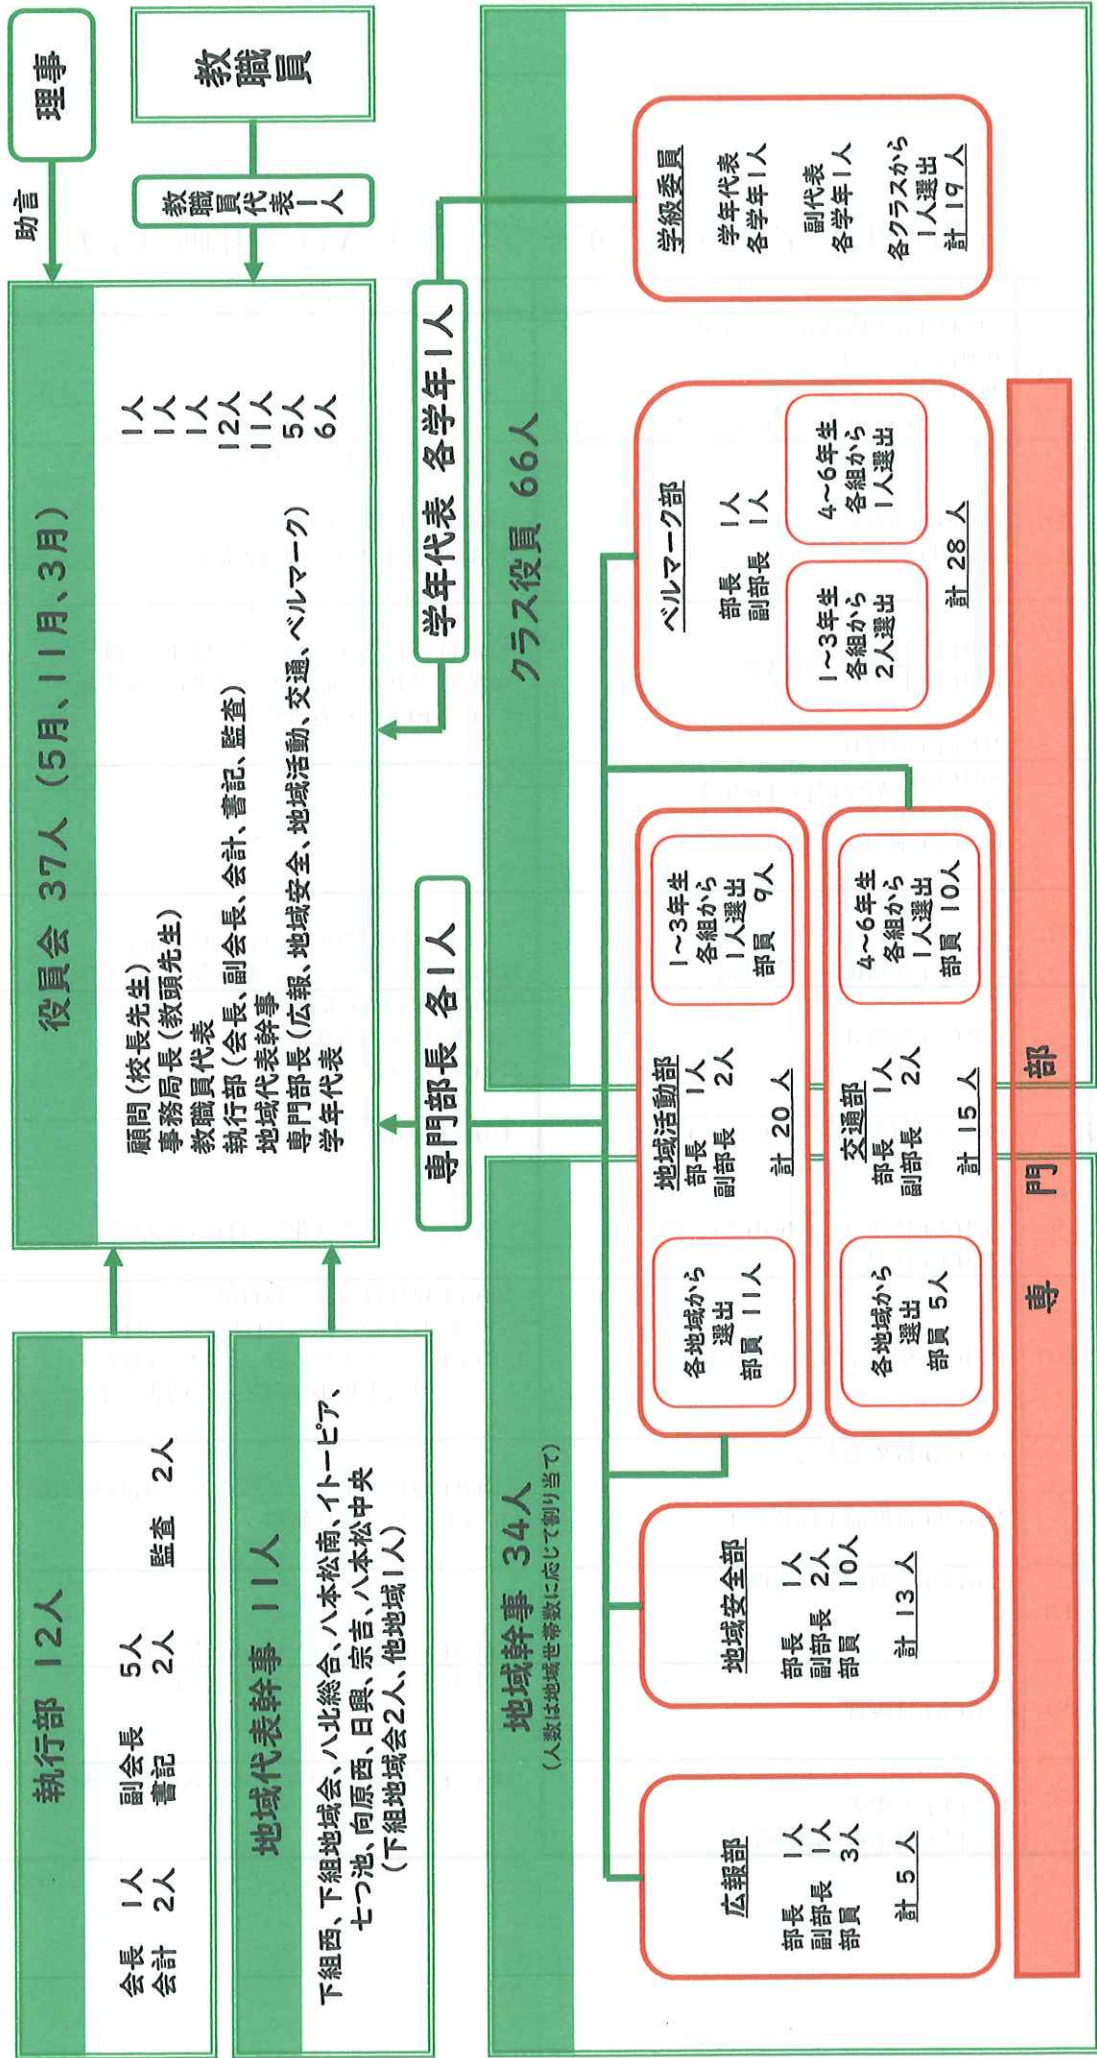 執行部 12人
会長 1人 副会長 5人
会計 2人 書記 2人 監査 2人
地域代表幹事 11人
下組西、下組地域会、八北総合、八本松南、イトーピア、
七つ池、向原西、日興、宗吉、八本松中央
(下組地域会2人、他地域1人)
役員会 37人 (5月、11月、3月)
顧問(校長先生) 1人
事務局長(教頭先生) 1人
教職員代表 1人
執行部(会長、副会長、会計、書記、監査) 12人
地域代表幹事 11人
専門部長(広報、地域安全、地域活動、交通、ベルマーク) 5人
学年代表 6人
助言
理事
教職員代表1人
教職員
専門部長 各1人
学年代表 各学年1人
地域幹事 34人
(人数は地域世帯数に応じて割り当て)
クラス役員 66人
広報部
部長 1人
副部長 1人
部員 3人
計 5 人
地域安全部
部長 1人
副部長 2人
部員 10人
計 13 人
各地域から
選出
部員 11人
地域活動部
部長 1人
副部長 2人
計 20 人
1~3年生
各組から
1人選出
部員 9人
各地域から
選出
部員 5人
交通部
部長 1人
副部長 2人
計 15 人
4~6年生
各組から
1人選出
部員 10人
ベルマーク部
部長 1人
副部長 1人
1~3年生
各組から
2人選出
4~6年生
各組から
1人選出
計 28 人
学級委員
学年代表
各学年1人
副代表
各学年1人
各クラスから
1人選出
計 19 人
専門部